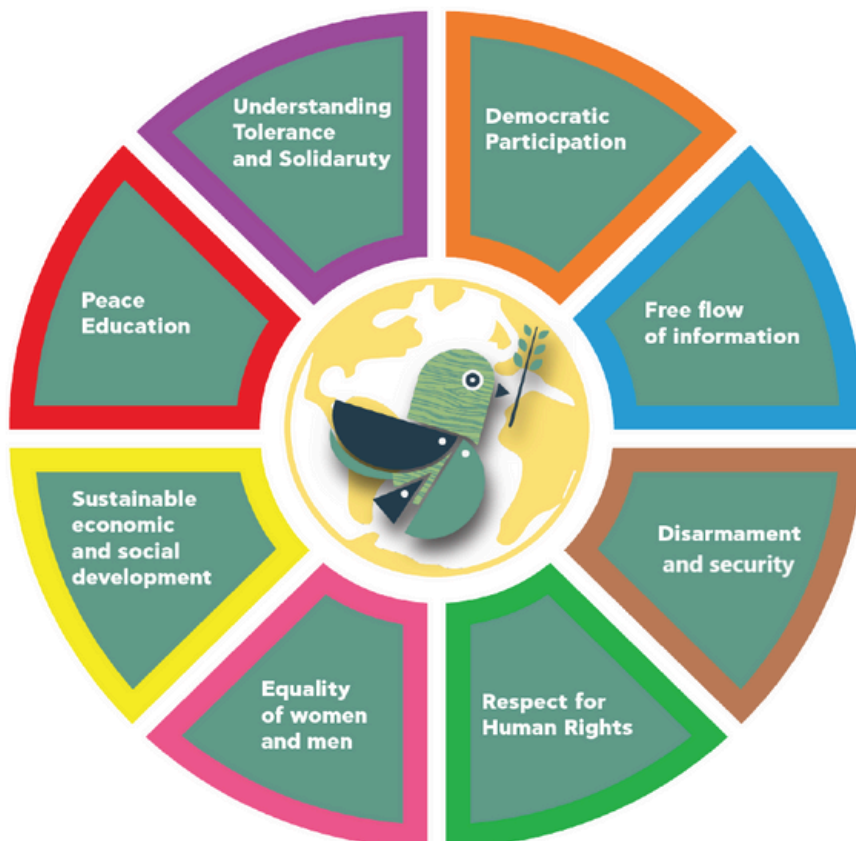 Understanding
Tolerance
and Solidaruty
Democratic
Participation
Free flow
of information
Disarmament
and security
Respect for
Human Rights
Equality
of women
and men
Sustainable
economic
and social
development
Peace
Education